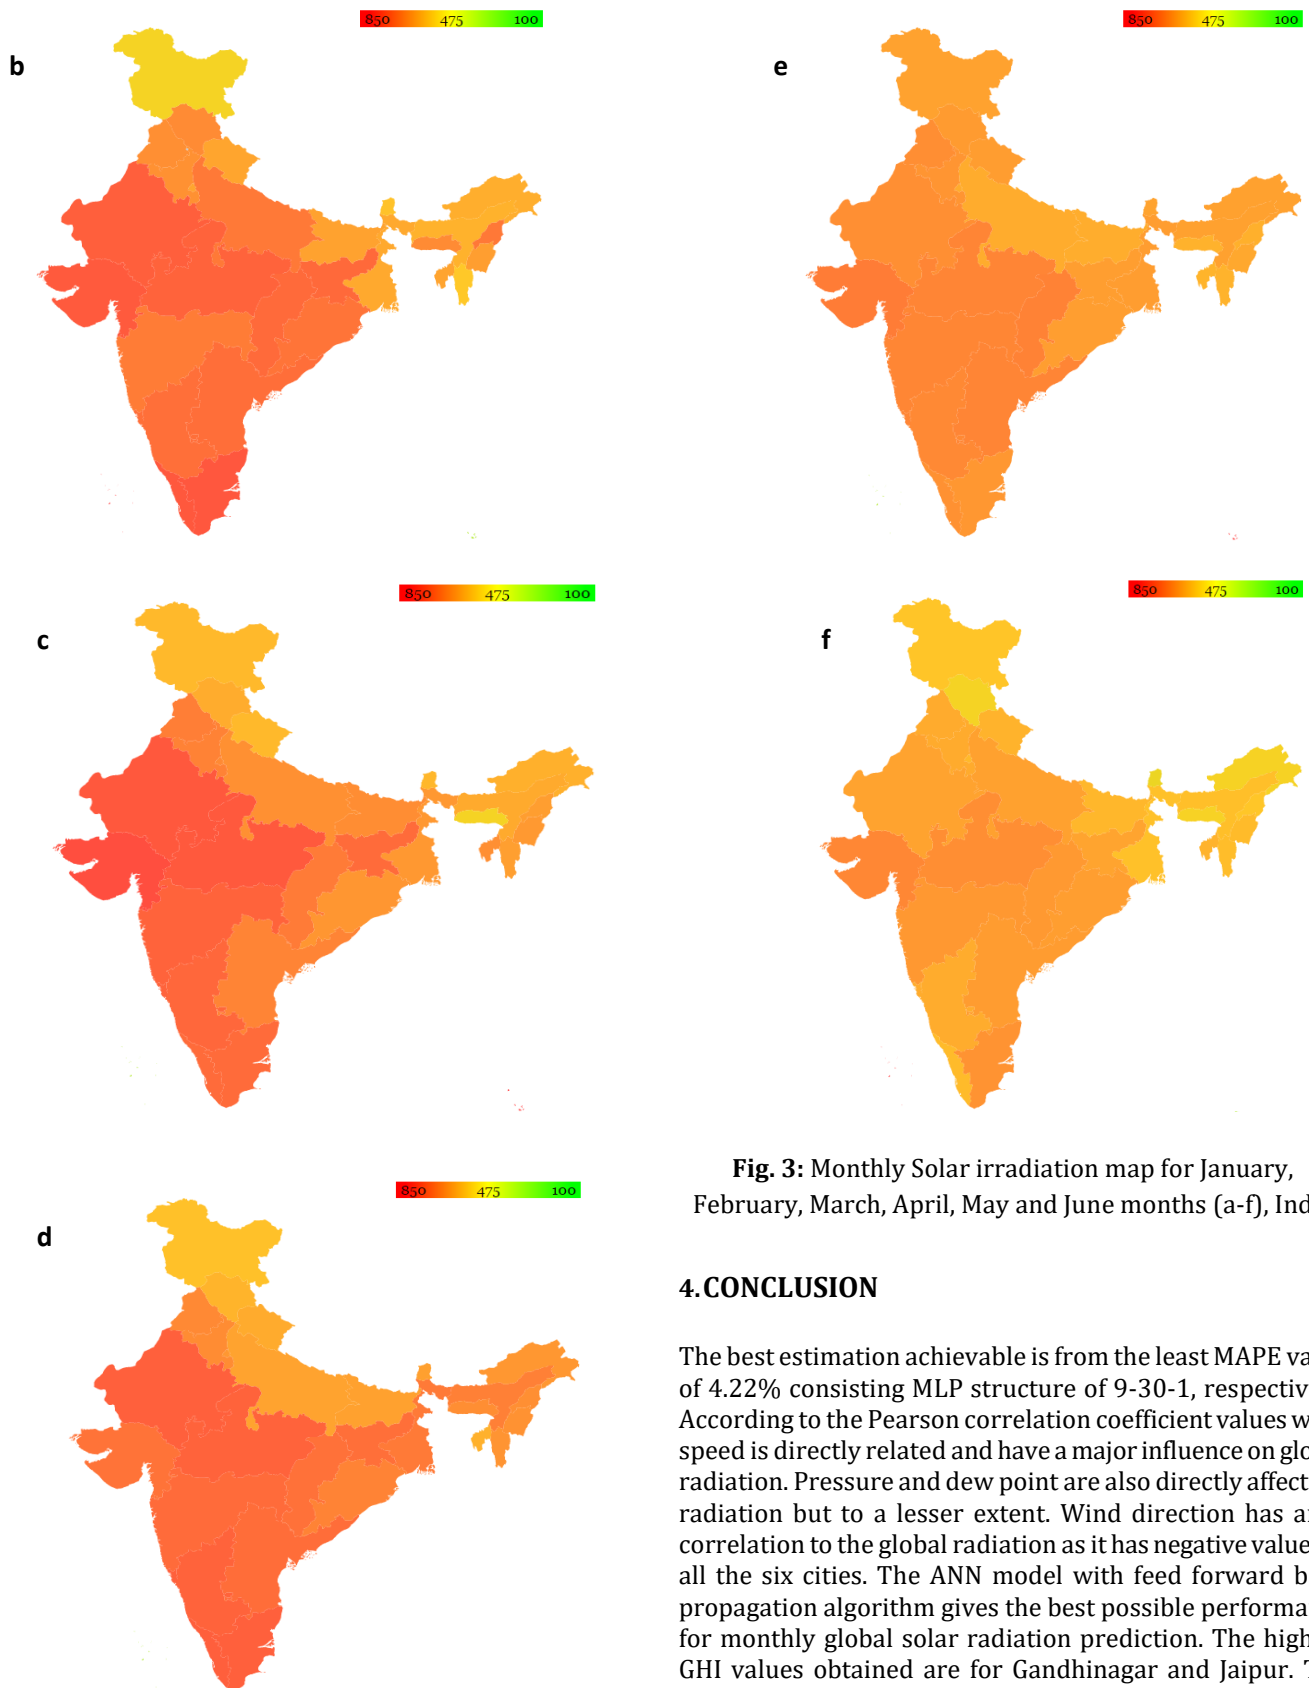 850 475 100
b
850 475 100
c
850 475 100
d
850 475 100
e
850 475 100
f
Fig. 3: Monthly Solar irradiation map for January,
February, March, April, May and June months (a-f), Ind
4. CONCLUSION
The best estimation achievable is from the least MAPE va
of 4.22% consisting MLP structure of 9-30-1, respectiv
According to the Pearson correlation coefficient values w
speed is directly related and have a major influence on glo
radiation. Pressure and dew point are also directly affect
radiation but to a lesser extent. Wind direction has a
correlation to the global radiation as it has negative value
all the six cities. The ANN model with feed forward b
propagation algorithm gives the best possible performa
for monthly global solar radiation prediction. The high
GHI values obtained are for Gandhinagar and Jaipur. T